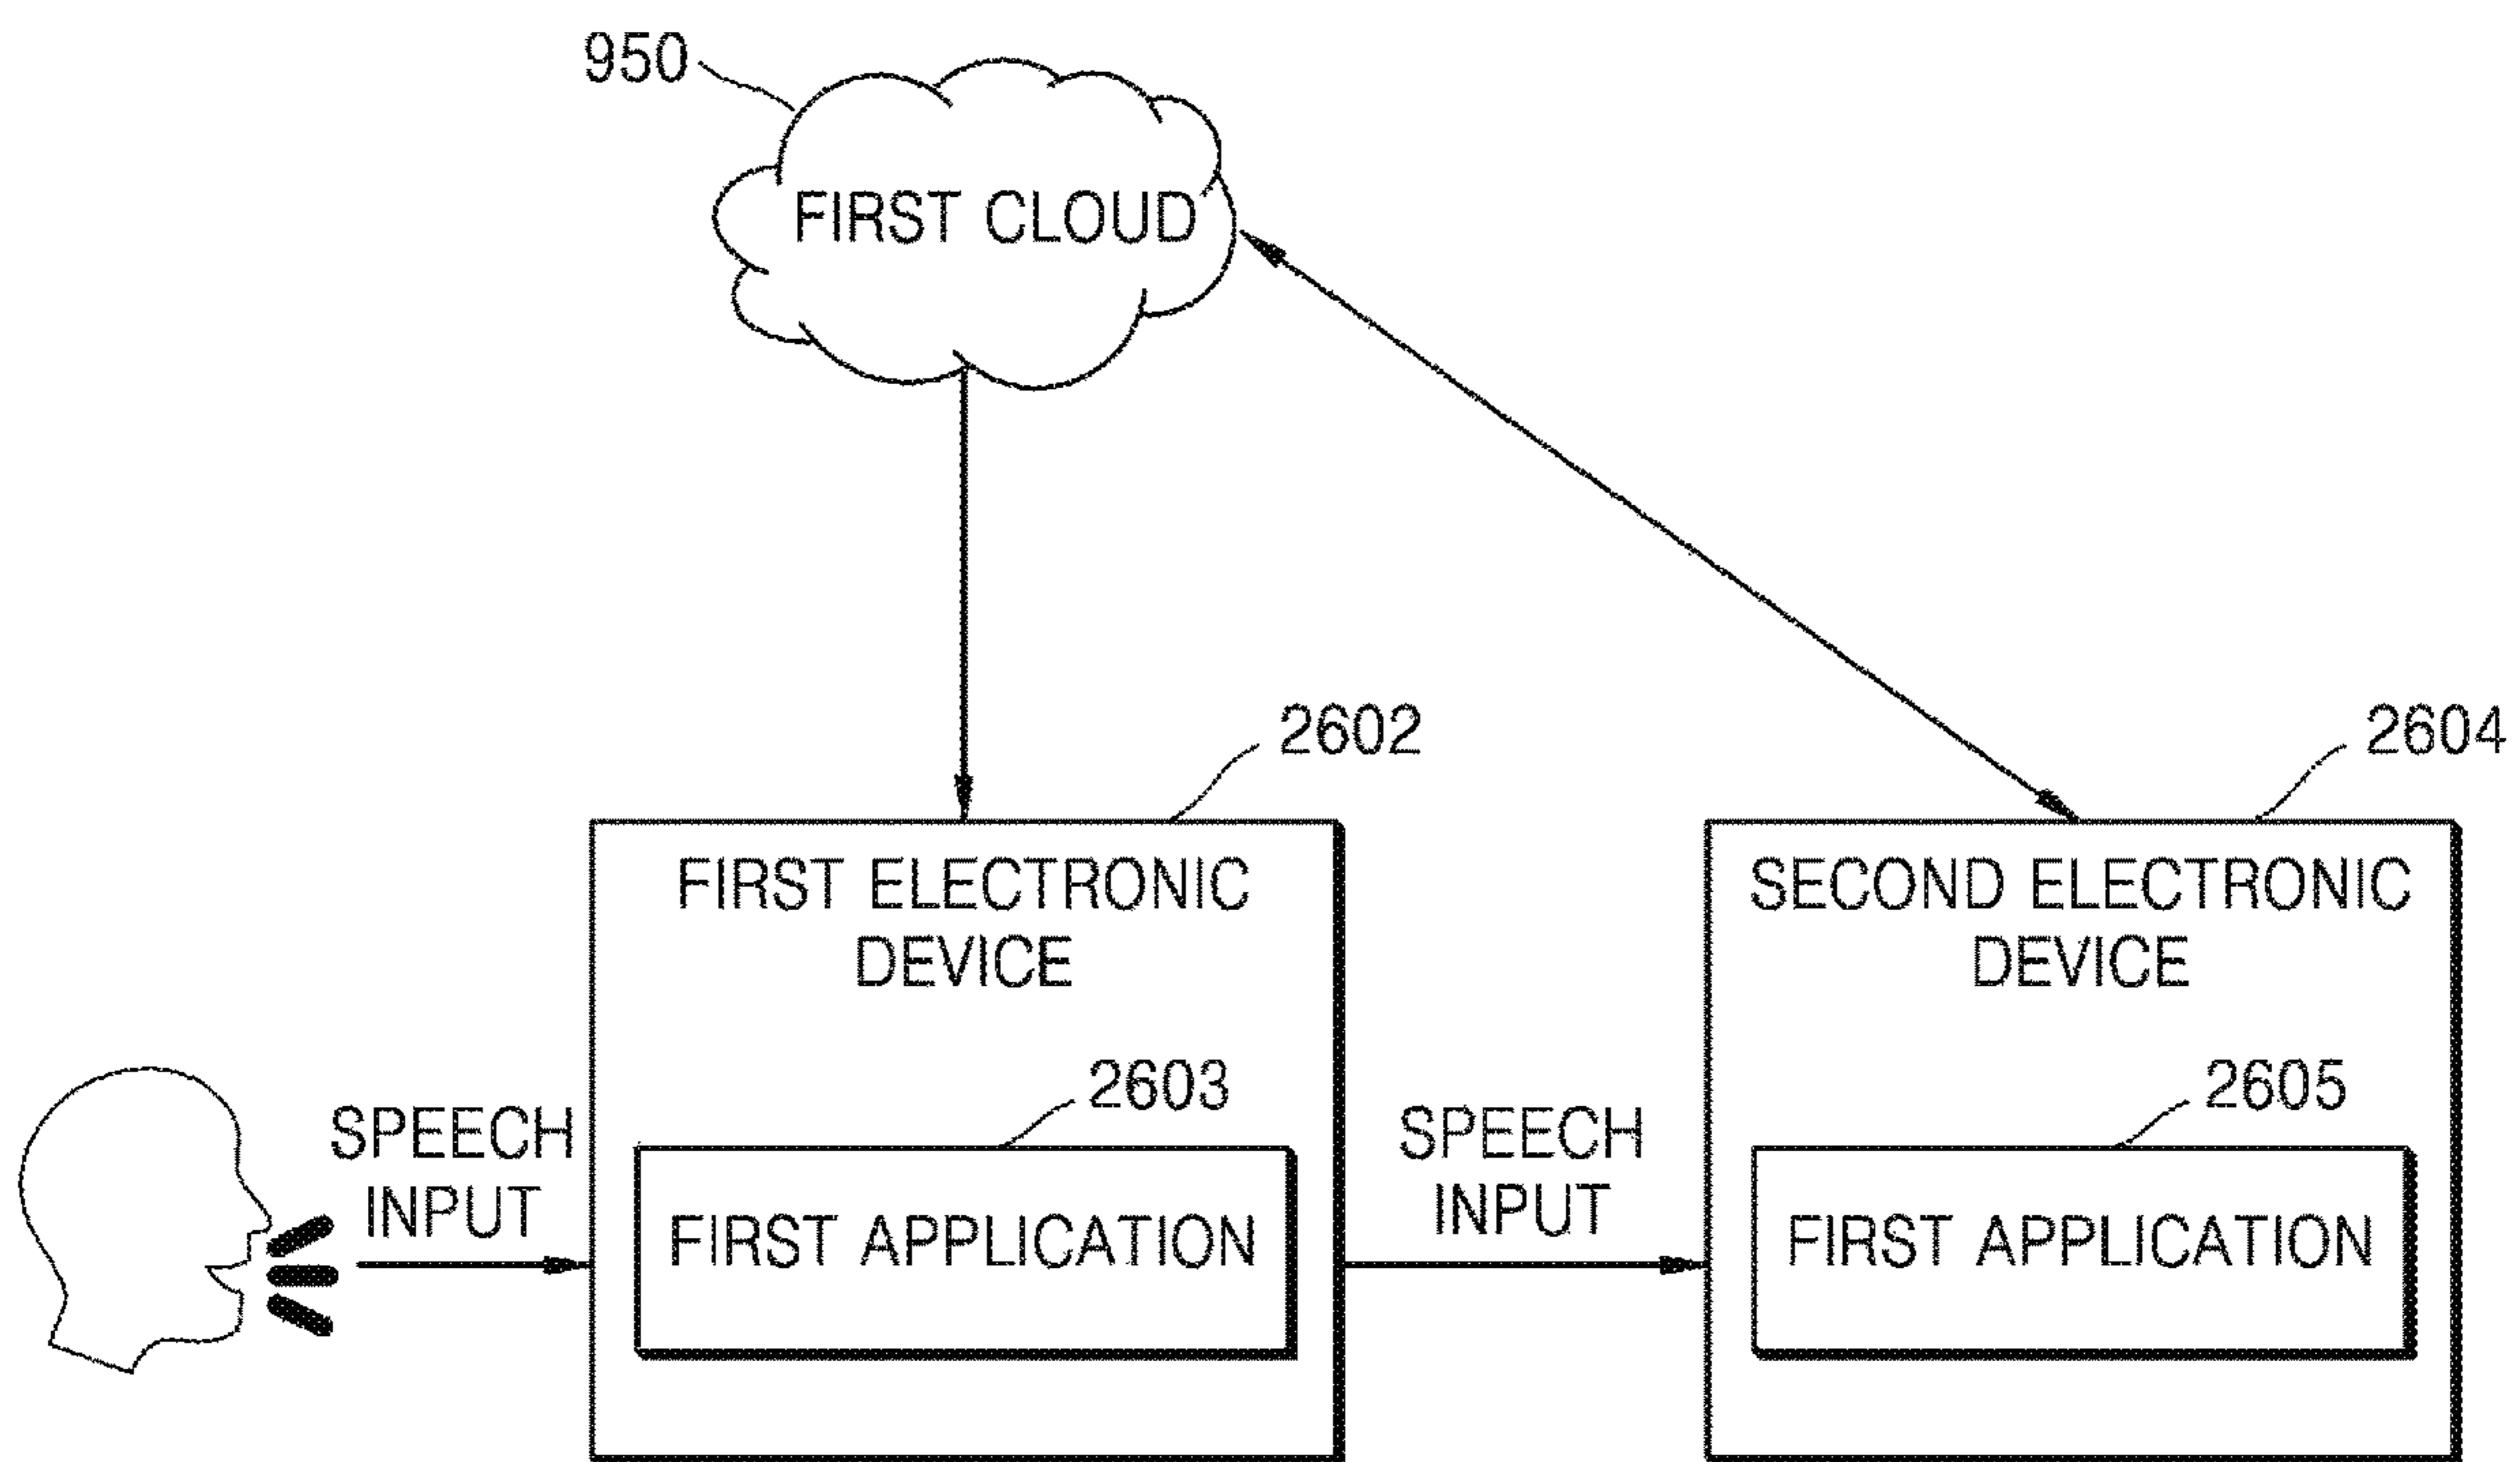 950
FIRST CLOUD
2602
2604
FIRST ELECTRONIC
DEVICE
SECOND ELECTRONIC
DEVICE
2603
2605
SPEECH
INPUT
SPEECH
INPUT
FIRST APPLICATION
FIRST APPLICATION